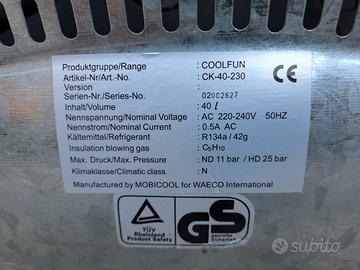 Produktgruppe/Range : COOLFUN
Artikel-Nr/Art.-No. : CK-40-230
Version :
Serien-Nr./Series-No. : 02002627
Inhalt/Volume : 40 ℓ
Nennspannung/Nominal Voltage : AC 220-240V 50HZ
Nennstrom/Nominal Current : 0.5A AC
Kältemittel/Refrigerant : R134a / 42g
Insulation blowing gas : C₅H₁₀
Max. Druck/Max. Pressure : ND 11 bar / HD 25 bar
Klimaklasse/Climatic class : N
Manufactured by MOBICOOL for WAECO International.
CE
TÜV
Rheinland
Product Safety
GS
geprüfte
Sicherheit
subito